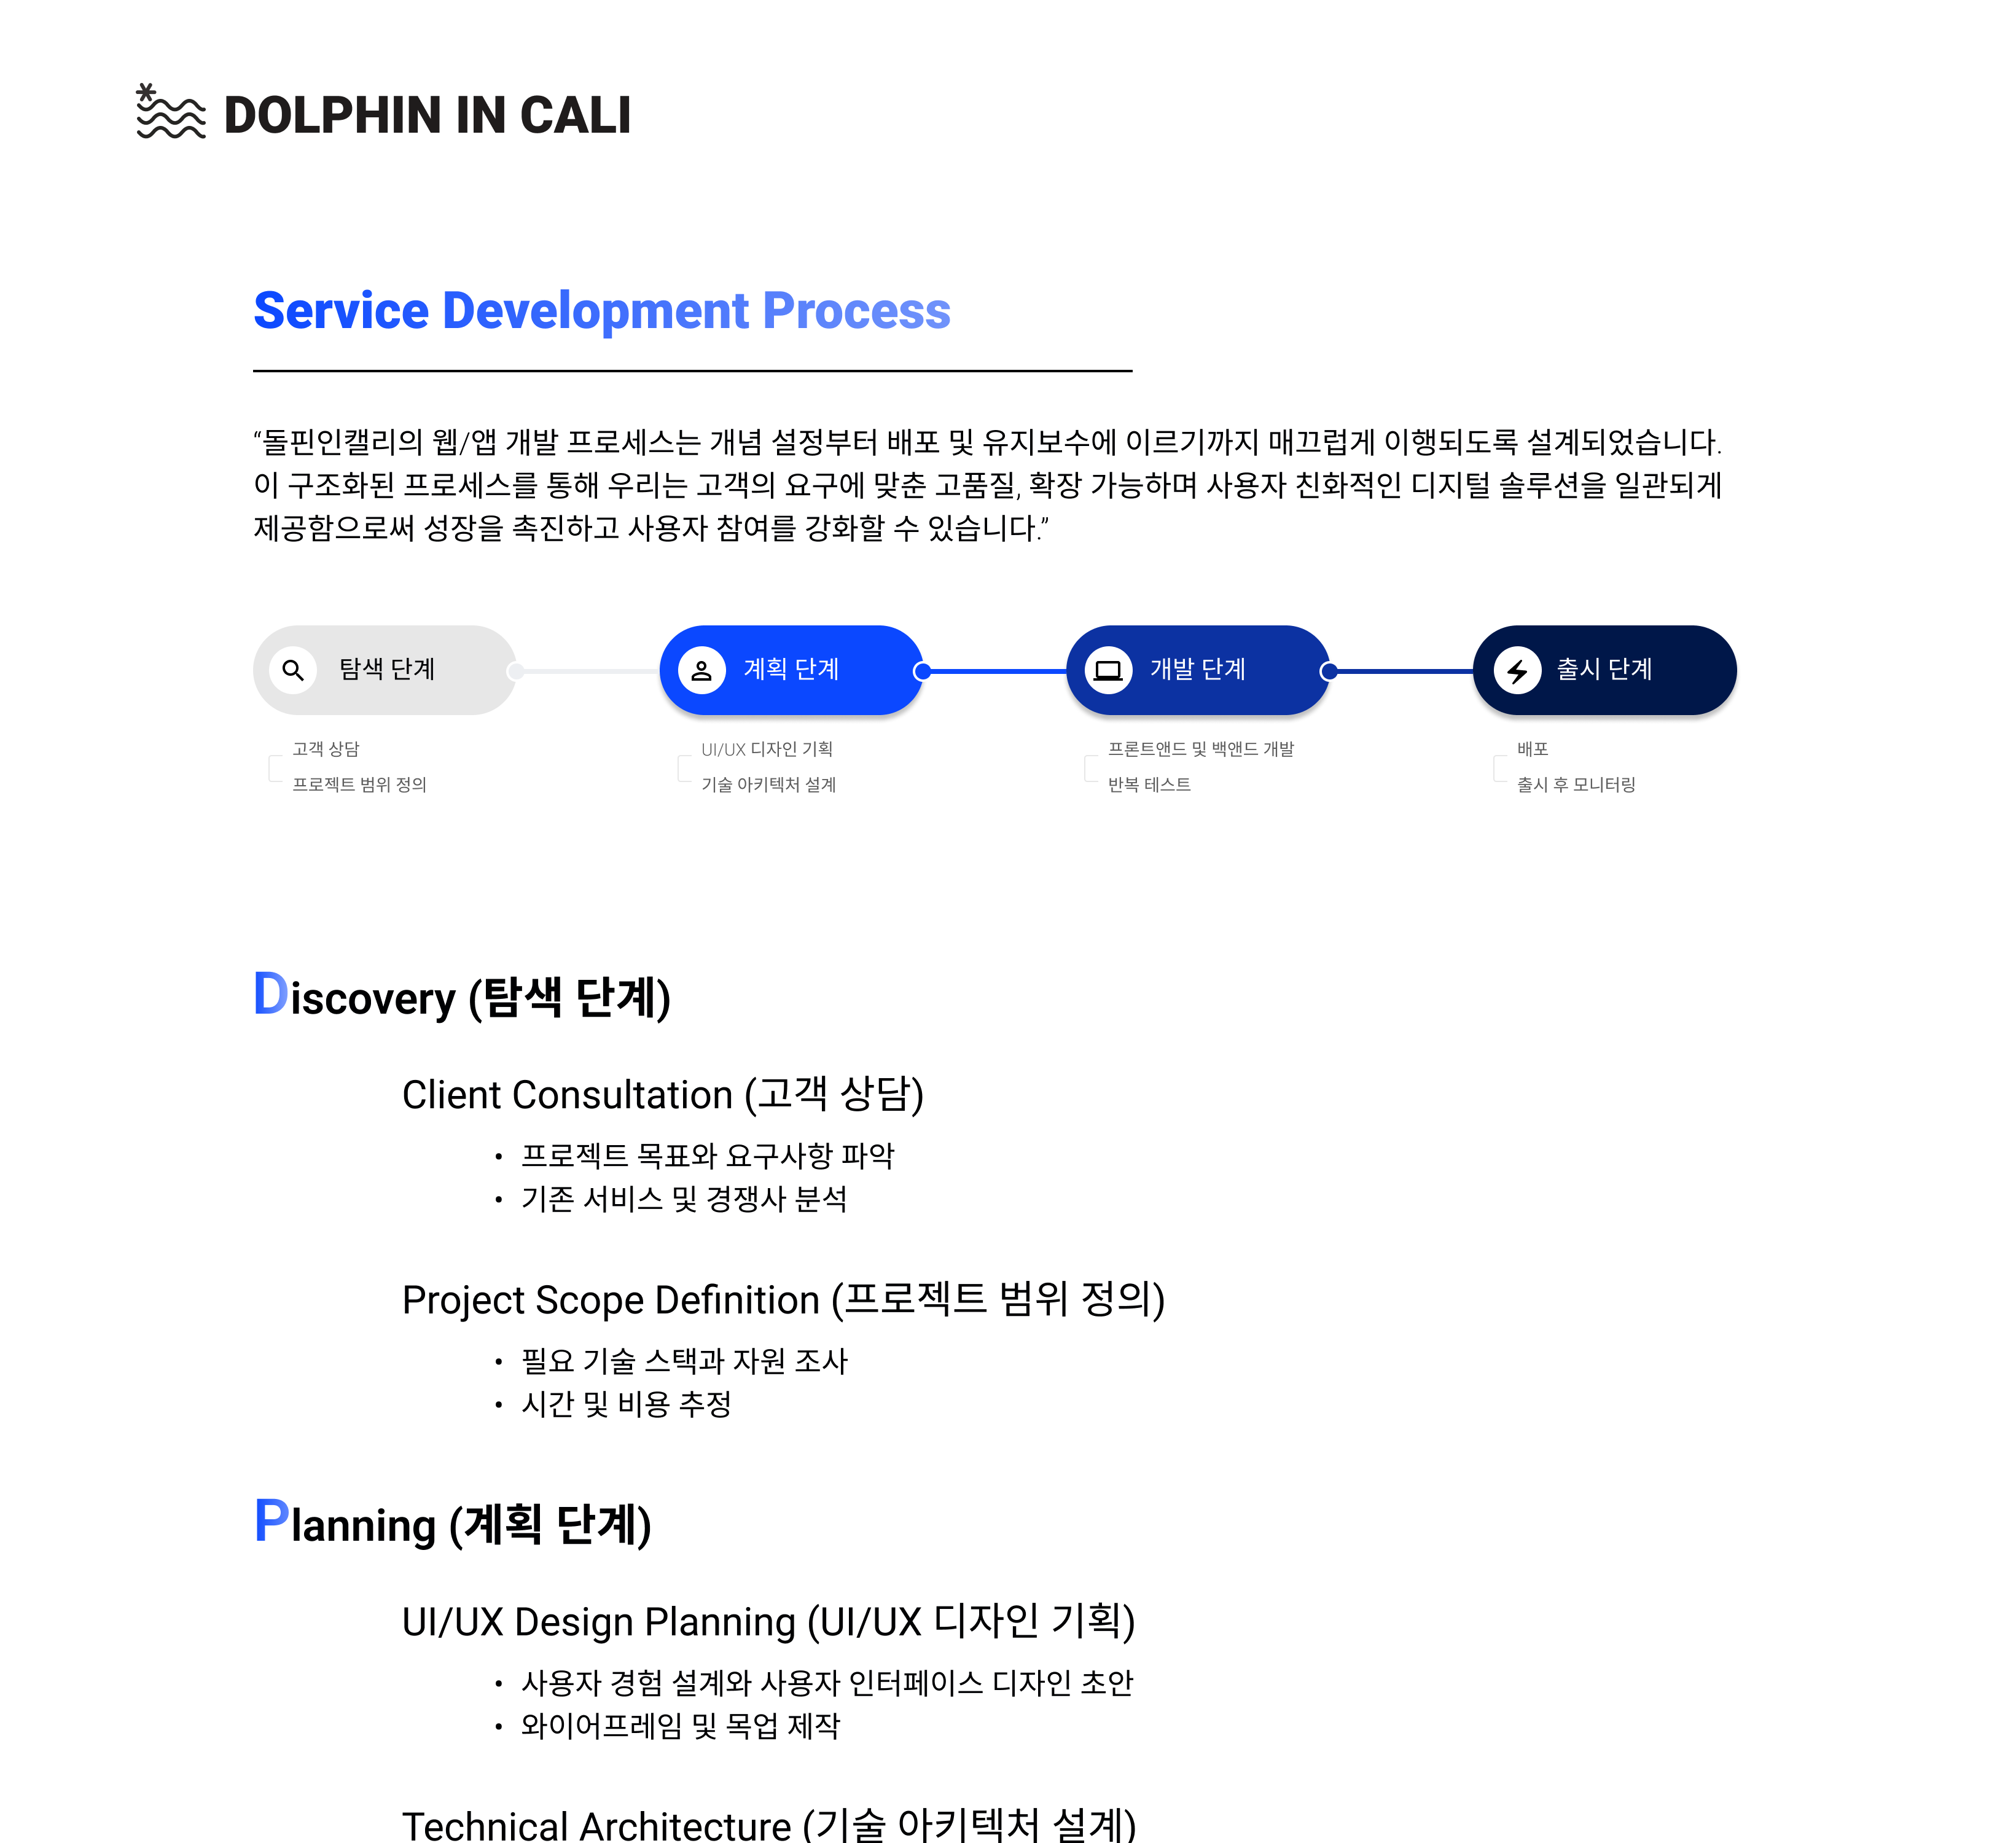 DOLPHIN IN CALI
Service Development Process
“돌핀인캘리의 웹/앱 개발 프로세스는 개념 설정부터 배포 및 유지보수에 이르기까지 매끄럽게 이행되도록 설계되었습니다.
이 구조화된 프로세스를 통해 우리는 고객의 요구에 맞춘 고품질, 확장 가능하며 사용자 친화적인 디지털 솔루션을 일관되게
제공함으로써 성장을 촉진하고 사용자 참여를 강화할 수 있습니다.”
탐색 단계
고객 상담
프로젝트 범위 정의
계획 단계
UI/UX 디자인 기획
기술 아키텍처 설계
개발 단계
프론트앤드 및 백앤드 개발
반복 테스트
출시 단계
배포
출시 후 모니터링
Discovery (탐색 단계)
Client Consultation (고객 상담)
• 프로젝트 목표와 요구사항 파악
• 기존 서비스 및 경쟁사 분석
Project Scope Definition (프로젝트 범위 정의)
• 필요 기술 스택과 자원 조사
• 시간 및 비용 추정
Planning (계획 단계)
UI/UX Design Planning (UI/UX 디자인 기획)
• 사용자 경험 설계와 사용자 인터페이스 디자인 초안
• 와이어프레임 및 목업 제작
Technical Architecture (기술 아키텍처 설계)